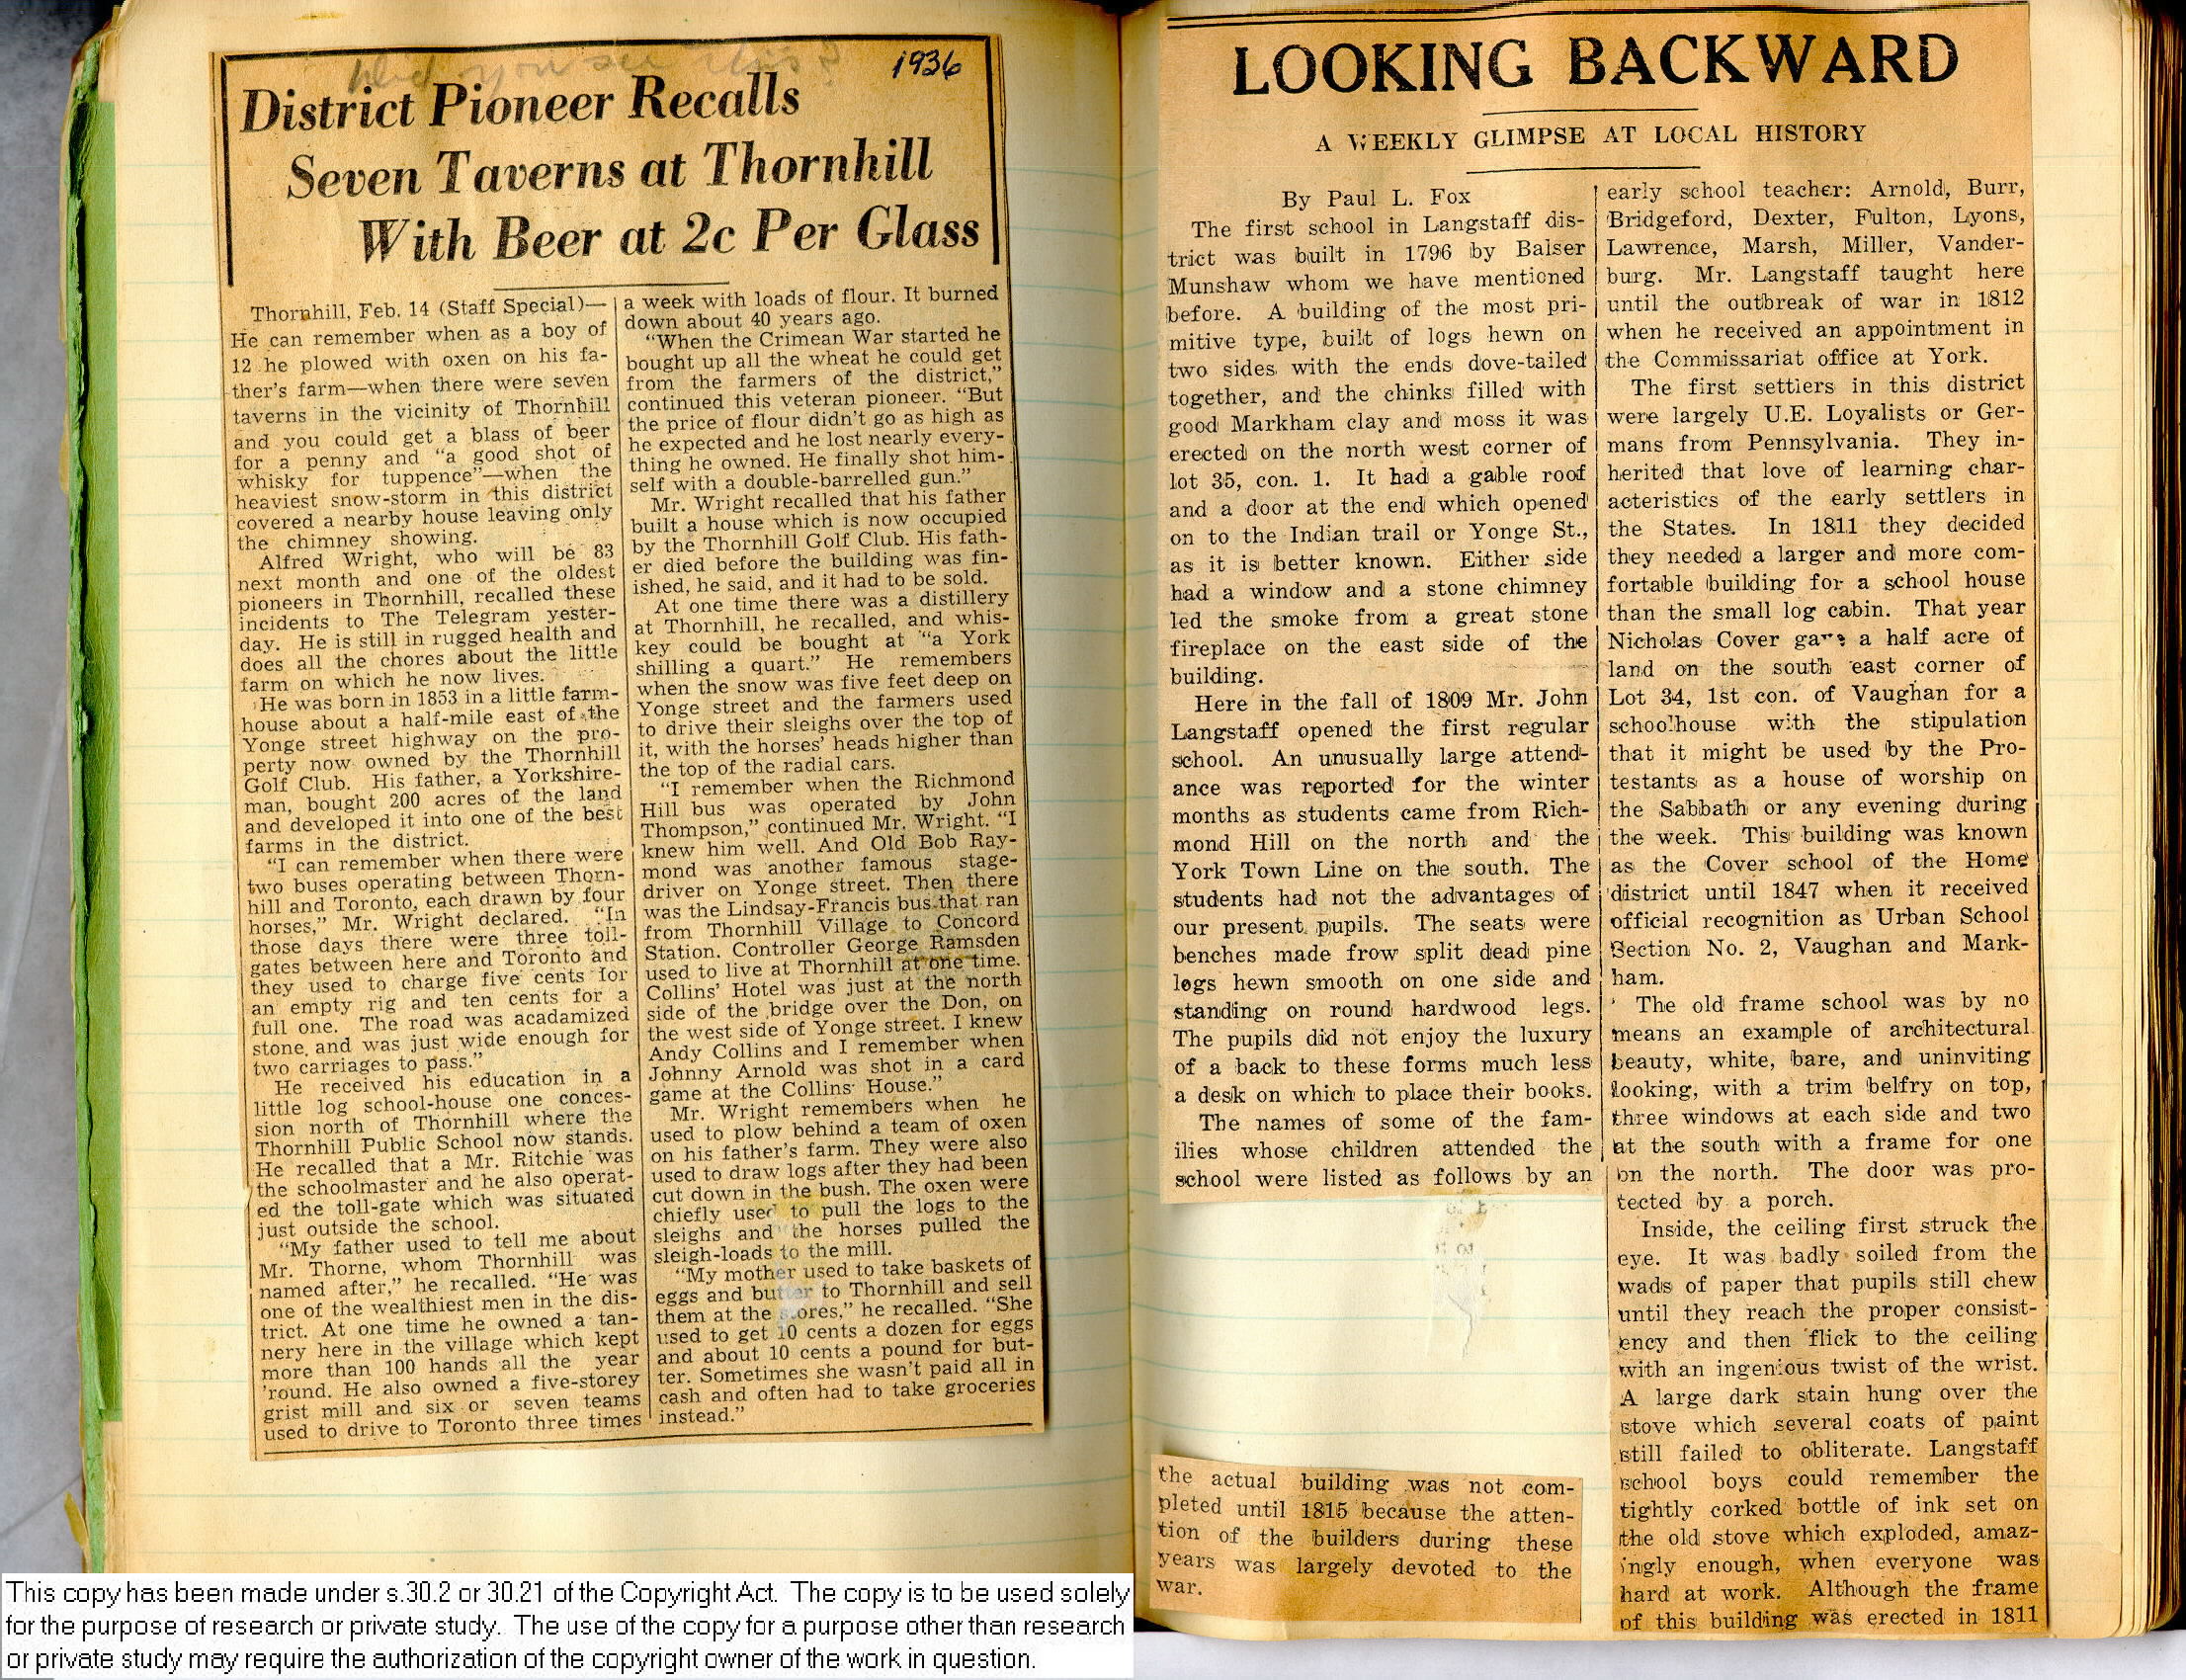 Did you see this?
1936
District Pioneer Recalls
Seven Taverns at Thornhill
With Beer at 2c Per Glass
Thornhill, Feb. 14 (Staff Special)—
He can remember when as a boy of
12 he plowed with oxen on his fa-
ther's farm—when there were seven
taverns in the vicinity of Thornhill
and you could get a blass of beer
for a penny and "a good shot of
whisky for tuppence"—when the
heaviest snow-storm in this district
covered a nearby house leaving only
the chimney showing.
Alfred Wright, who will be 83
next month and one of the oldest
pioneers in Thornhill, recalled these
incidents to The Telegram yester-
day. He is still in rugged health and
does all the chores about the little
farm on which he now lives.
He was born in 1853 in a little farm-
house about a half-mile east of the
Yonge street highway on the pro-
perty now owned by the Thornhill
Golf Club. His father, a Yorkshire-
man, bought 200 acres of the land
and developed it into one of the best
farms in the district.
"I can remember when there were
two buses operating between Thorn-
hill and Toronto, each drawn by four
horses," Mr. Wright declared. "In
those days there were three toll-
gates between here and Toronto and
they used to charge five cents for
an empty rig and ten cents for a
full one. The road was acadamized
stone, and was just wide enough for
two carriages to pass."
He received his education in a
little log school-house one conces-
sion north of Thornhill where the
Thornhill Public School now stands.
He recalled that a Mr. Ritchie was
the schoolmaster and he also operat-
ed the toll-gate which was situated
just outside the school.
"My father used to tell me about
Mr. Thorne, whom Thornhill was
named after," he recalled. "He was
one of the wealthiest men in the dis-
trict. At one time he owned a tan-
nery here in the village which kept
more than 100 hands all the year
'round. He also owned a five-storey
grist mill and six or seven teams
used to drive to Toronto three times
a week with loads of flour. It burned
down about 40 years ago.
"When the Crimean War started he
bought up all the wheat he could get
from the farmers of the district,"
continued this veteran pioneer. "But
the price of flour didn't go as high as
he expected and he lost nearly every-
thing he owned. He finally shot him-
self with a double-barrelled gun."
Mr. Wright recalled that his father
built a house which is now occupied
by the Thornhill Golf Club. His fath-
er died before the building was fin-
ished, he said, and it had to be sold.
At one time there was a distillery
at Thornhill, he recalled, and whis-
key could be bought at "a York
shilling a quart." He remembers
when the snow was five feet deep on
Yonge street and the farmers used
to drive their sleighs over the top of
it, with the horses' heads higher than
the top of the radial cars.
"I remember when the Richmond
Hill bus was operated by John
Thompson," continued Mr. Wright. "I
knew him well. And Old Bob Ray-
mond was another famous stage-
driver on Yonge street. Then there
was the Lindsay-Francis bus that ran
from Thornhill Village to Concord
Station. Controller George Ramsden
used to live at Thornhill at one time.
Collins' Hotel was just at the north
side of the bridge over the Don, on
the west side of Yonge street. I knew
Andy Collins and I remember when
Johnny Arnold was shot in a card
game at the Collins House."
Mr. Wright remembers when he
used to plow behind a team of oxen
on his father's farm. They were also
used to draw logs after they had been
cut down in the bush. The oxen were
chiefly used to pull the logs to the
sleighs and the horses pulled the
sleigh-loads to the mill.
"My mother used to take baskets of
eggs and butter to Thornhill and sell
them at the stores," he recalled. "She
used to get 10 cents a dozen for eggs
and about 10 cents a pound for but-
ter. Sometimes she wasn't paid all in
cash and often had to take groceries
instead."
LOOKING BACKWARD
A WEEKLY GLIMPSE AT LOCAL HISTORY
By Paul L. Fox
The first school in Langstaff dis-
trict was built in 1796 by Balser
Munshaw whom we have mentioned
before. A building of the most pri-
mitive type, built of logs hewn on
two sides with the ends dove-tailed
together, and the chinks filled with
good Markham clay and moss it was
erected on the north west corner of
lot 35, con. 1. It had a gable roof
and a door at the end which opened
on to the Indian trail or Yonge St.,
as it is better known. Either side
had a window and a stone chimney
led the smoke from a great stone
fireplace on the east side of the
building.
Here in the fall of 1809 Mr. John
Langstaff opened the first regular
school. An unusually large attend-
ance was reported for the winter
months as students came from Rich-
mond Hill on the north and the
York Town Line on the south. The
students had not the advantages of
our present pupils. The seats were
benches made frow split dead pine
logs hewn smooth on one side and
standing on round hardwood legs.
The pupils did not enjoy the luxury
of a back to these forms much less
a desk on which to place their books.
The names of some of the fam-
ilies whose children attended the
school were listed as follows by an
early school teacher: Arnold, Burr,
Bridgeford, Dexter, Fulton, Lyons,
Lawrence, Marsh, Miller, Vander-
burg. Mr. Langstaff taught here
until the outbreak of war in 1812
when he received an appointment in
the Commissariat office at York.
The first settlers in this district
were largely U.E. Loyalists or Ger-
mans from Pennsylvania. They in-
herited that love of learning char-
acteristics of the early settlers in
the States. In 1811 they decided
they needed a larger and more com-
fortable building for a school house
than the small log cabin. That year
Nicholas Cover gave a half acre of
land on the south east corner of
Lot 34, 1st con. of Vaughan for a
schoolhouse with the stipulation
that it might be used by the Pro-
testants as a house of worship on
the Sabbath or any evening during
the week. This building was known
as the Cover school of the Home
district until 1847 when it received
official recognition as Urban School
Section No. 2, Vaughan and Mark-
ham.
The old frame school was by no
means an example of architectural
beauty, white, bare, and uninviting
looking, with a trim belfry on top,
three windows at each side and two
at the south with a frame for one
on the north. The door was pro-
tected by a porch.
Inside, the ceiling first struck the
eye. It was badly soiled from the
wads of paper that pupils still chew
until they reach the proper consist-
ency and then flick to the ceiling
with an ingenious twist of the wrist.
A large dark stain hung over the
stove which several coats of paint
still failed to obliterate. Langstaff
school boys could remember the
tightly corked bottle of ink set on
the old stove which exploded, amaz-
ingly enough, when everyone was
hard at work. Although the frame
of this building was erected in 1811
the actual building was not com-
pleted until 1815 because the atten-
tion of the builders during these
years was largely devoted to the
war.
This copy has been made under s.30.2 or 30.21 of the Copyright Act. The copy is to be used solely
for the purpose of research or private study. The use of the copy for a purpose other than research
or private study may require the authorization of the copyright owner of the work in question.